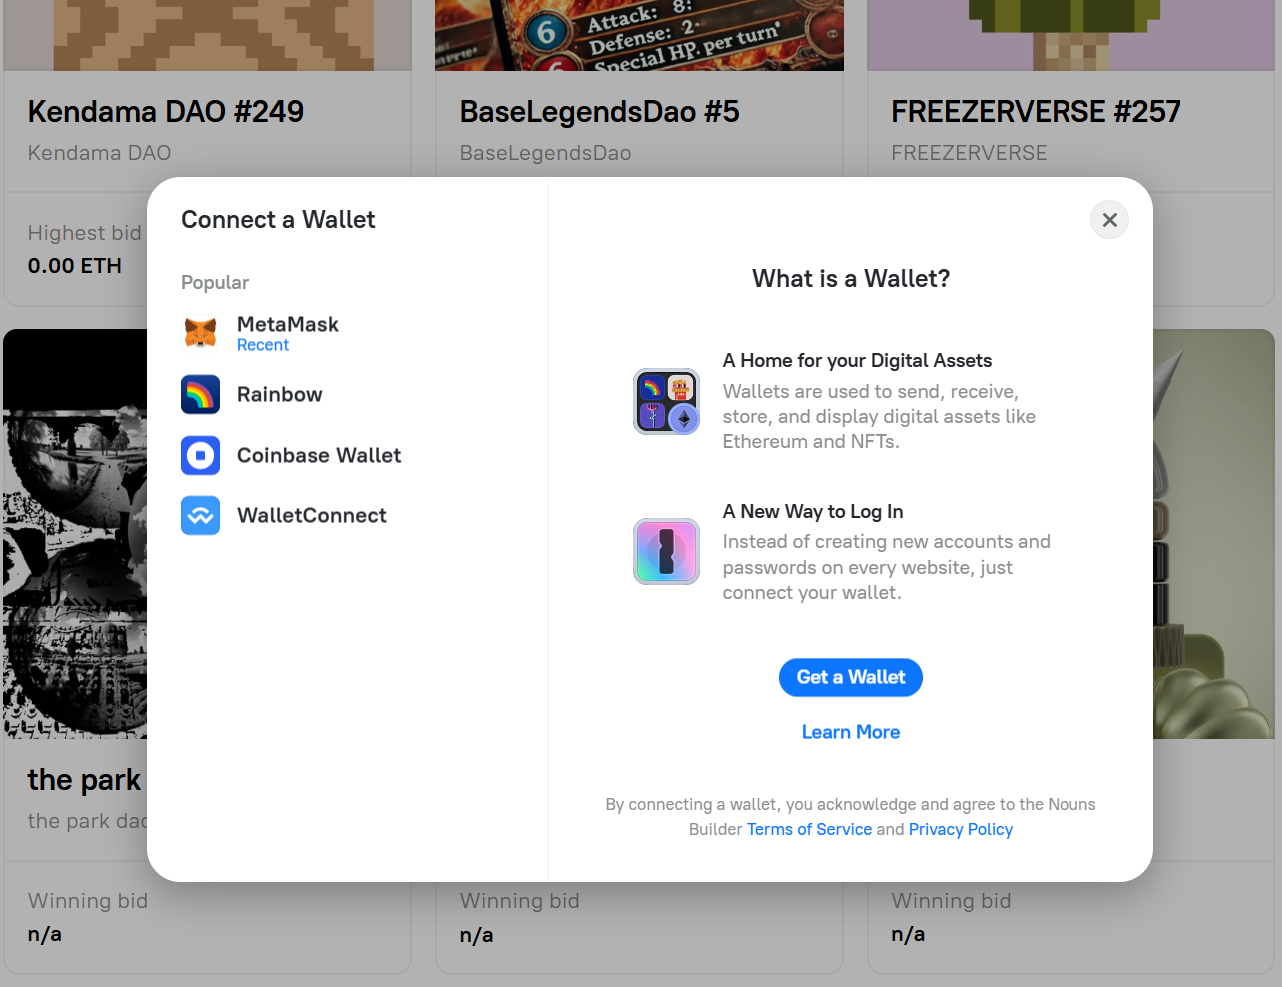 Attack: 8:
Defense: 2
Special HP. per turn'
6
Kendama DAO #249
Kendama DAO
BaseLegendsDao #5
BaseLegendsDao
FREEZERVERSE #257
FREEZERVERSE
Highest bid
0.00 ETH
Connect a Wallet
Popular
MetaMask
Recent
Rainbow
Coinbase Wallet
WalletConnect
What is a Wallet?
A Home for your Digital Assets
Wallets are used to send, receive,
store, and display digital assets like
Ethereum and NFTs.
A New Way to Log In
Instead of creating new accounts and
passwords on every website, just
connect your wallet.
Get a Wallet
Learn More
By connecting a wallet, you acknowledge and agree to the Nouns
Builder Terms of Service and Privacy Policy
the park
the park dao
Winning bid
n/a
Winning bid
n/a
Winning bid
n/a